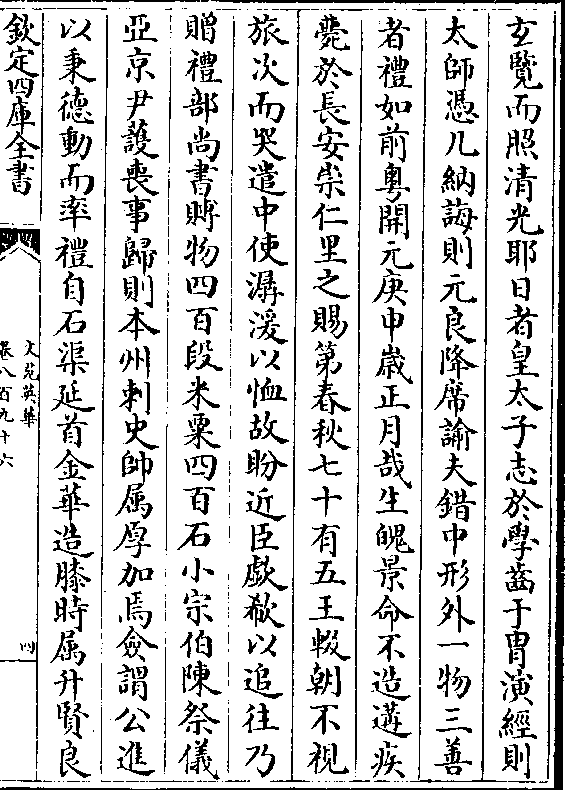 玄覽而照清光耶日者皇太子志於學齒于胄演經則
太師憑几納誨則元良降席諭夫錯中形外一物三善
者禮如前粵開元庚申歲正月哉生魄景命不造遘疾
薨於長安崇仁里之賜第春秋七十有五王輟朝不視
旅次而哭遣中使潺湲以恤故盼近臣歔欷以追往乃
贈禮部尚書賻物四百段米粟四百石小宗伯陳祭儀
亞京尹護喪事歸則本州刺史帥属厚加焉僉謂公進
以秉德動而率禮自石渠延首金華造膝時属升賢良
欽定四庫全書
文苑英華
卷八百九十六
四